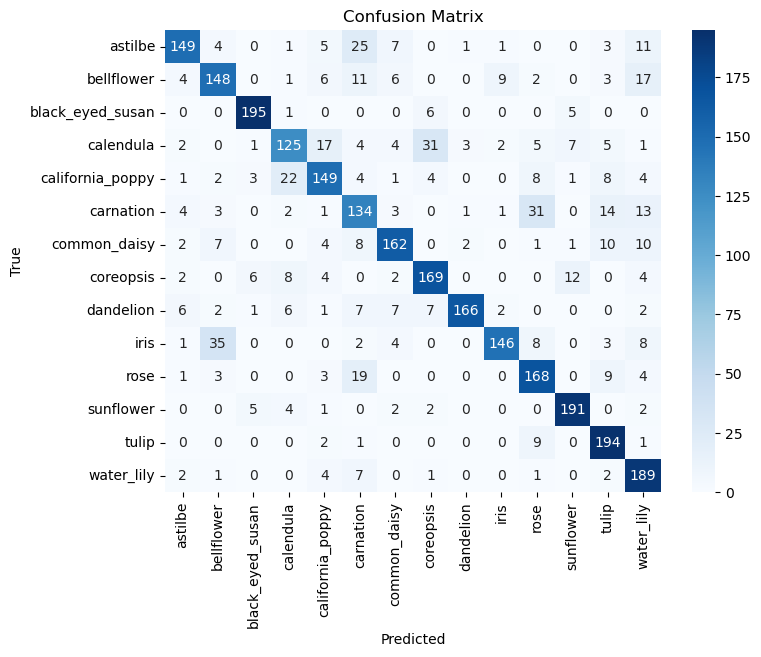 Confusion Matrix
astilbe 149 4 0 1 5 25 7 0 1 1 0 0 3 11
bellflower 4 148 0 1 6 11 6 0 0 9 2 0 3 17
black_eyed_susan 0 0 195 1 0 0 0 6 0 0 0 5 0 0
calendula 2 0 1 125 17 4 4 31 3 2 5 7 5 1
california_poppy 1 2 3 22 149 4 1 4 0 0 8 1 8 4
carnation 4 3 0 2 1 134 3 0 1 1 31 0 14 13
common_daisy 2 7 0 0 4 8 162 0 2 0 1 1 10 10
coreopsis 2 0 6 8 4 0 2 169 0 0 0 12 0 4
dandelion 6 2 1 6 1 7 7 7 166 2 0 0 0 2
iris 1 35 0 0 0 2 4 0 0 146 8 0 3 8
rose 1 3 0 0 3 19 0 0 0 0 168 0 9 4
sunflower 0 0 5 4 1 0 2 2 0 0 0 191 0 2
tulip 0 0 0 0 2 1 0 0 0 0 9 0 194 1
water_lily 2 1 0 0 4 7 0 1 0 0 1 0 2 189
True
astilbe bellflower black_eyed_susan calendula california_poppy carnation common_daisy coreopsis dandelion iris rose sunflower tulip water_lily
Predicted
175
150
125
100
75
50
25
0